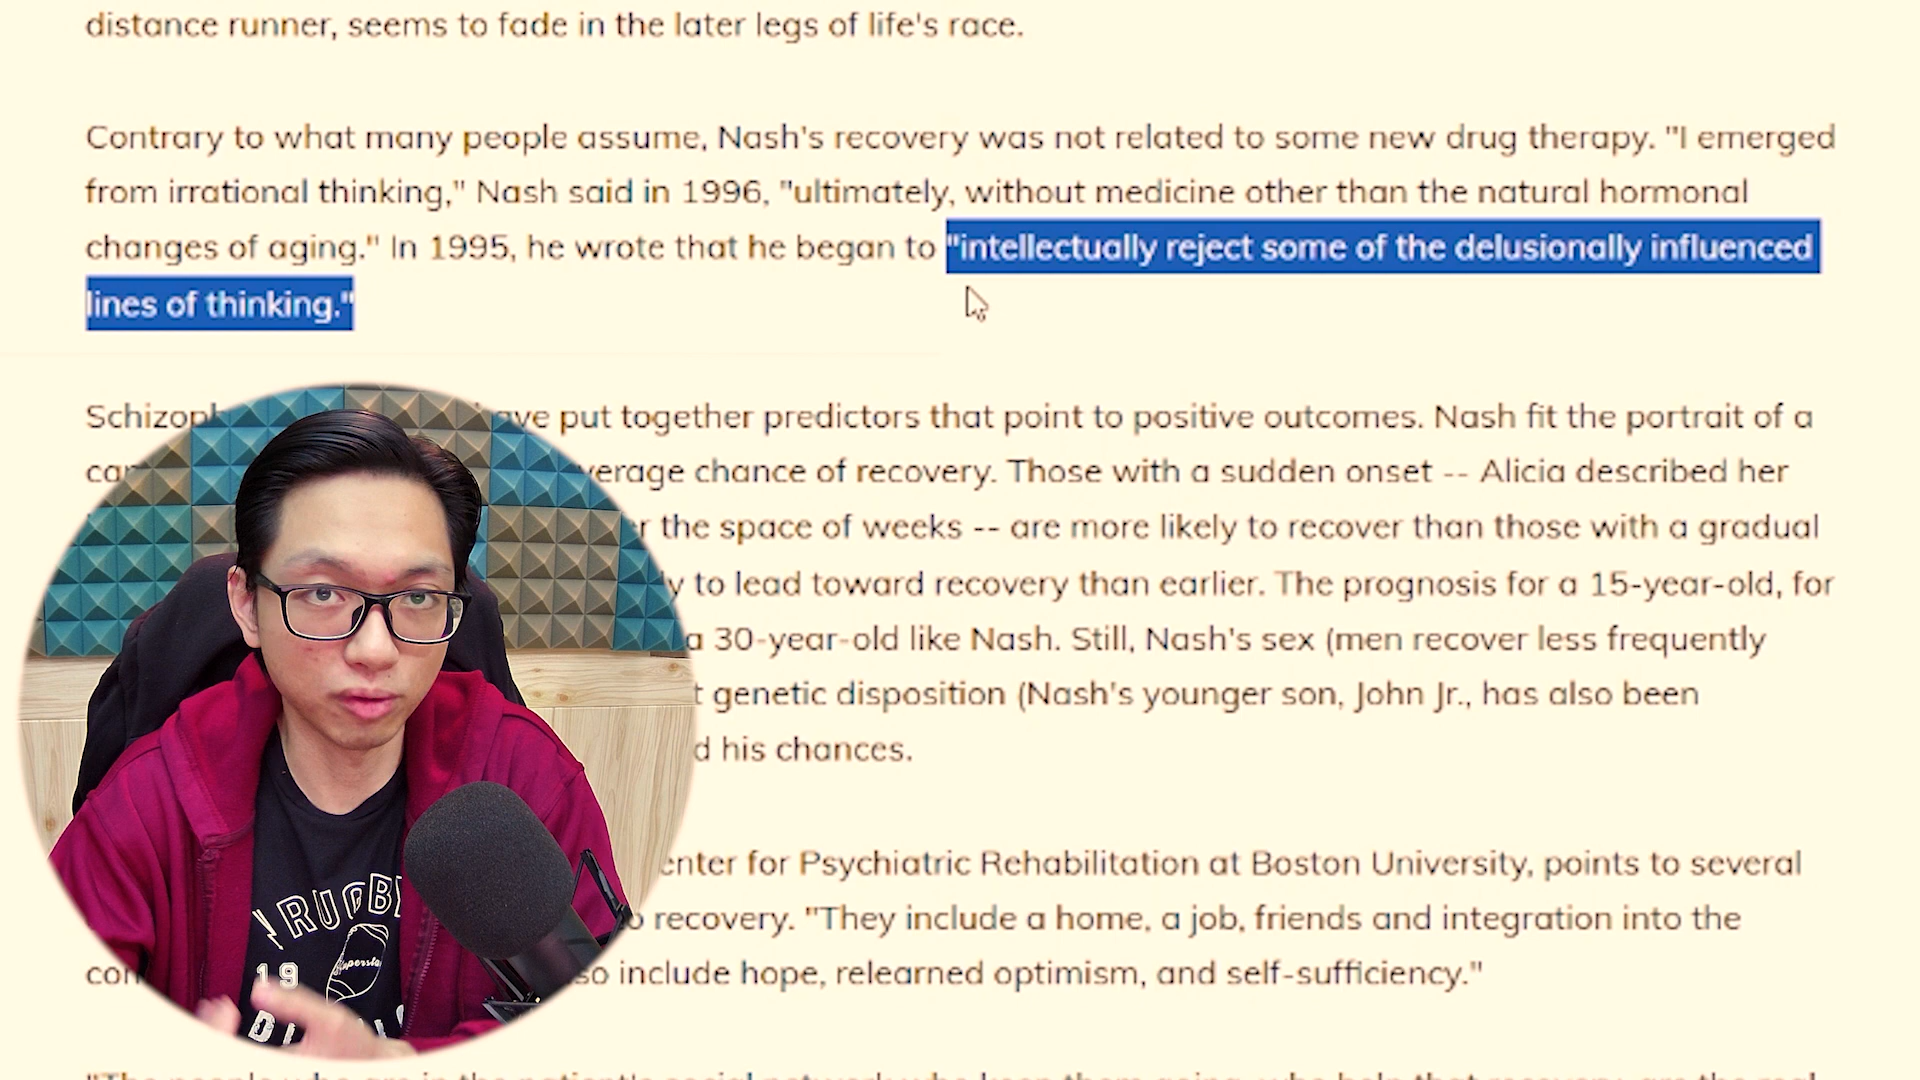 distance runner, seems to fade in the later legs of life's race.
Contrary to what many people assume, Nash's recovery was not related to some new drug therapy. "I emerged
from irrational thinking," Nash said in 1996, "ultimately, without medicine other than the natural hormonal
changes of aging." In 1995, he wrote that he began to "intellectually reject some of the delusionally influenced
lines of thinking."
put together predictors that point to positive outcomes. Nash fit the portrait of a
chance of recovery. Those with a sudden onset -- Alicia described her
the space of weeks -- are more likely to recover than those with a gradual
to lead toward recovery than earlier. The prognosis for a 15-year-old, for
a 30-year-old like Nash. Still, Nash's sex (men recover less frequently
genetic disposition (Nash's younger son, John Jr., has also been
his chances.
for Psychiatric Rehabilitation at Boston University, points to several
recovery. "They include a home, a job, friends and integration into the
include hope, relearned optimism, and self-sufficiency."
19